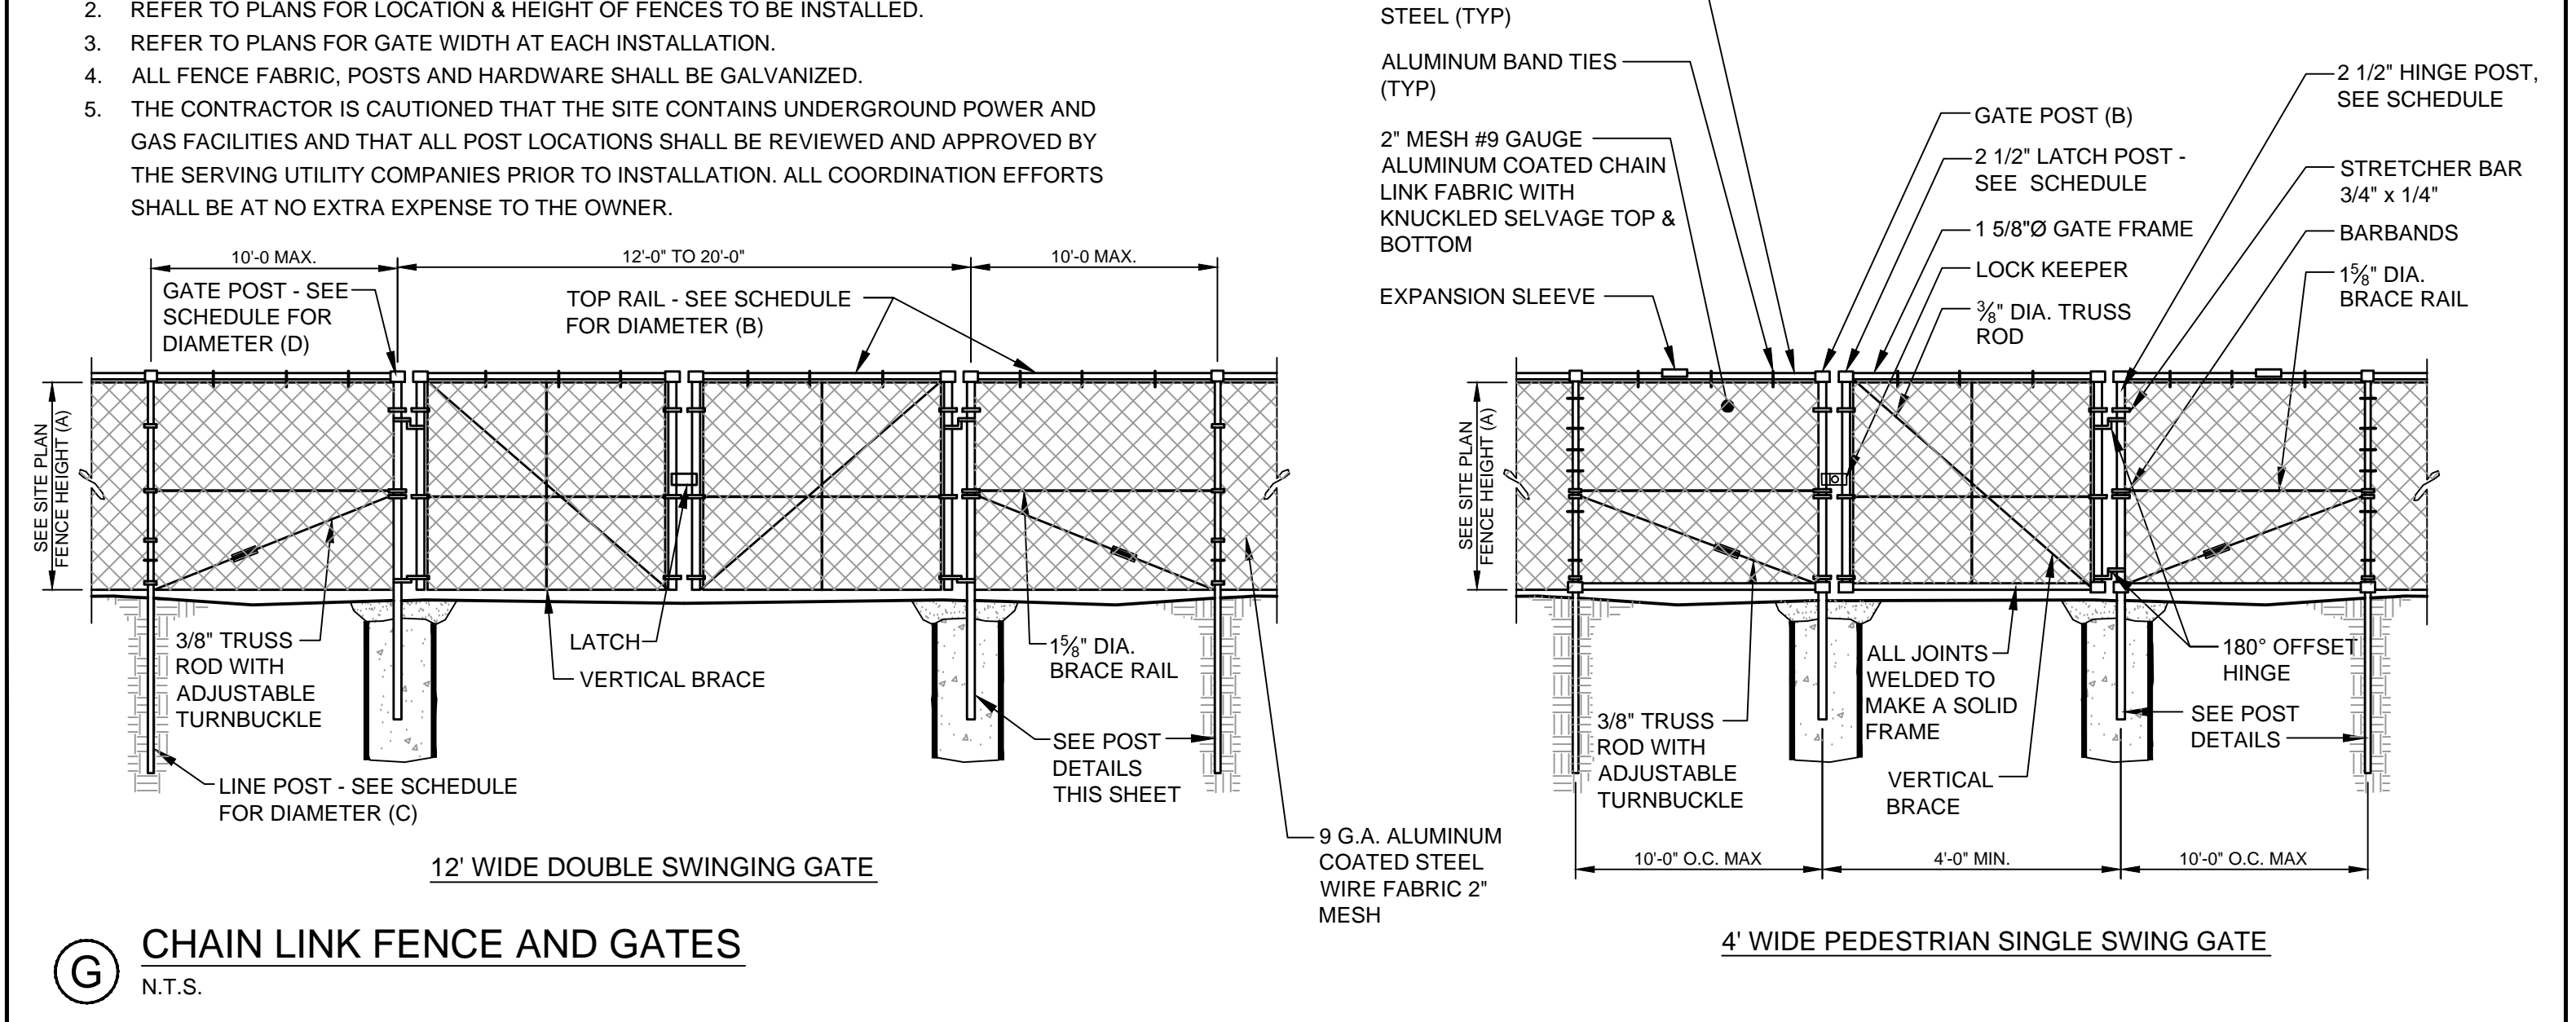 2. REFER TO PLANS FOR LOCATION & HEIGHT OF FENCES TO BE INSTALLED.
3. REFER TO PLANS FOR GATE WIDTH AT EACH INSTALLATION.
4. ALL FENCE FABRIC, POSTS AND HARDWARE SHALL BE GALVANIZED.
5. THE CONTRACTOR IS CAUTIONED THAT THE SITE CONTAINS UNDERGROUND POWER AND
GAS FACILITIES AND THAT ALL POST LOCATIONS SHALL BE REVIEWED AND APPROVED BY
THE SERVING UTILITY COMPANIES PRIOR TO INSTALLATION. ALL COORDINATION EFFORTS
SHALL BE AT NO EXTRA EXPENSE TO THE OWNER.
10'-0 MAX.
12'-0" TO 20'-0"
10'-0 MAX.
GATE POST - SEE
SCHEDULE FOR
DIAMETER (D)
TOP RAIL - SEE SCHEDULE
FOR DIAMETER (B)
SEE SITE PLAN
FENCE HEIGHT (A)
3/8" TRUSS
ROD WITH
ADJUSTABLE
TURNBUCKLE
LATCH
VERTICAL BRACE
1⅝" DIA.
BRACE RAIL
LINE POST - SEE SCHEDULE
FOR DIAMETER (C)
SEE POST
DETAILS
THIS SHEET
9 G.A. ALUMINUM
COATED STEEL
WIRE FABRIC 2"
MESH
12' WIDE DOUBLE SWINGING GATE
G
CHAIN LINK FENCE AND GATES
N.T.S.
STEEL (TYP)
ALUMINUM BAND TIES
(TYP)
2" MESH #9 GAUGE
ALUMINUM COATED CHAIN
LINK FABRIC WITH
KNUCKLED SELVAGE TOP &
BOTTOM
EXPANSION SLEEVE
GATE POST (B)
2 1/2" LATCH POST -
SEE SCHEDULE
1 5/8"Ø GATE FRAME
LOCK KEEPER
⅜" DIA. TRUSS
ROD
2 1/2" HINGE POST,
SEE SCHEDULE
STRETCHER BAR
3/4" x 1/4"
BARBANDS
1⅝" DIA.
BRACE RAIL
SEE SITE PLAN
FENCE HEIGHT (A)
3/8" TRUSS
ROD WITH
ADJUSTABLE
TURNBUCKLE
ALL JOINTS
WELDED TO
MAKE A SOLID
FRAME
VERTICAL
BRACE
180° OFFSET
HINGE
SEE POST
DETAILS
10'-0" O.C. MAX
4'-0" MIN.
10'-0" O.C. MAX
4' WIDE PEDESTRIAN SINGLE SWING GATE